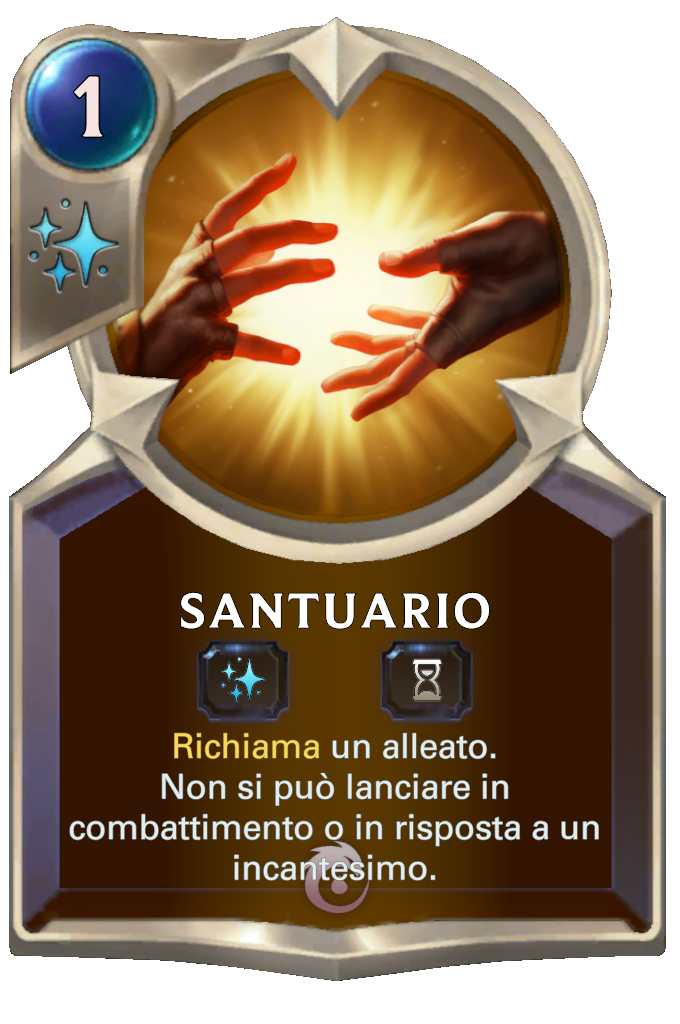 1
SANTUARIO
Richiama un alleato.
Non si può lanciare in
combattimento o in risposta a un
incantesimo.